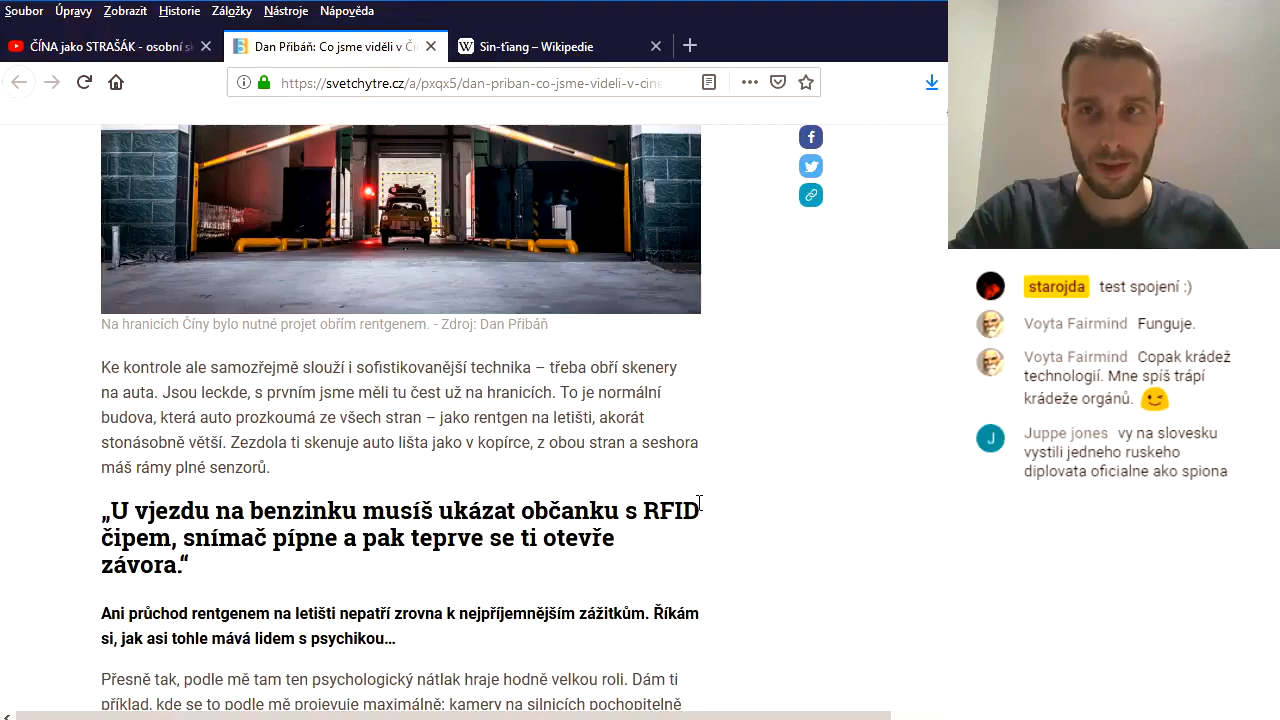 Soubor Úpravy Zobrazit Historie Záložky Nástroje Nápověda
ČÍNA jako STRAŠÁK - osobní
Dan Přibáň: Co jsme viděli v Čí
Sin-ťiang – Wikipedie
https://svetchytre.cz/a/pxqx5/dan-priban-co-jsme-videli-v-cine
Na hranicích Číny bylo nutné projet obřím rentgenem. - Zdroj: Dan Přibáň
Ke kontrole ale samozřejmě slouží i sofistikovanější technika – třeba obří skenery
na auta. Jsou leckde, s prvním jsme měli tu čest už na hranicích. To je normální
budova, která auto prozkoumá ze všech stran – jako rentgen na letišti, akorát
stonásobně větší. Zezdola ti skenuje auto lišta jako v kopírce, z obou stran a seshora
máš rámy plné senzorů.
„U vjezdu na benzinku musíš ukázat občanku s RFID
čipem, snímač pípne a pak teprve se ti otevře
závora.“
Ani průchod rentgenem na letišti nepatří zrovna k nejpříjemnějším zážitkům. Říkám
si, jak asi tohle mává lidem s psychikou…
Přesně tak, podle mě tam ten psychologický nátlak hraje hodně velkou roli. Dám ti
příklad, kde se to podle mě projevuje maximálně: kamery na silnicích pochopitelně
starojda test spojení :)
Voyta Fairmind Funguje.
Voyta Fairmind Copak krádež
technologií. Mne spíš trápí
krádeže orgánů.
J Juppe jones vy na slovesku
vystili jedneho ruskeho
diplovata oficialne ako spiona